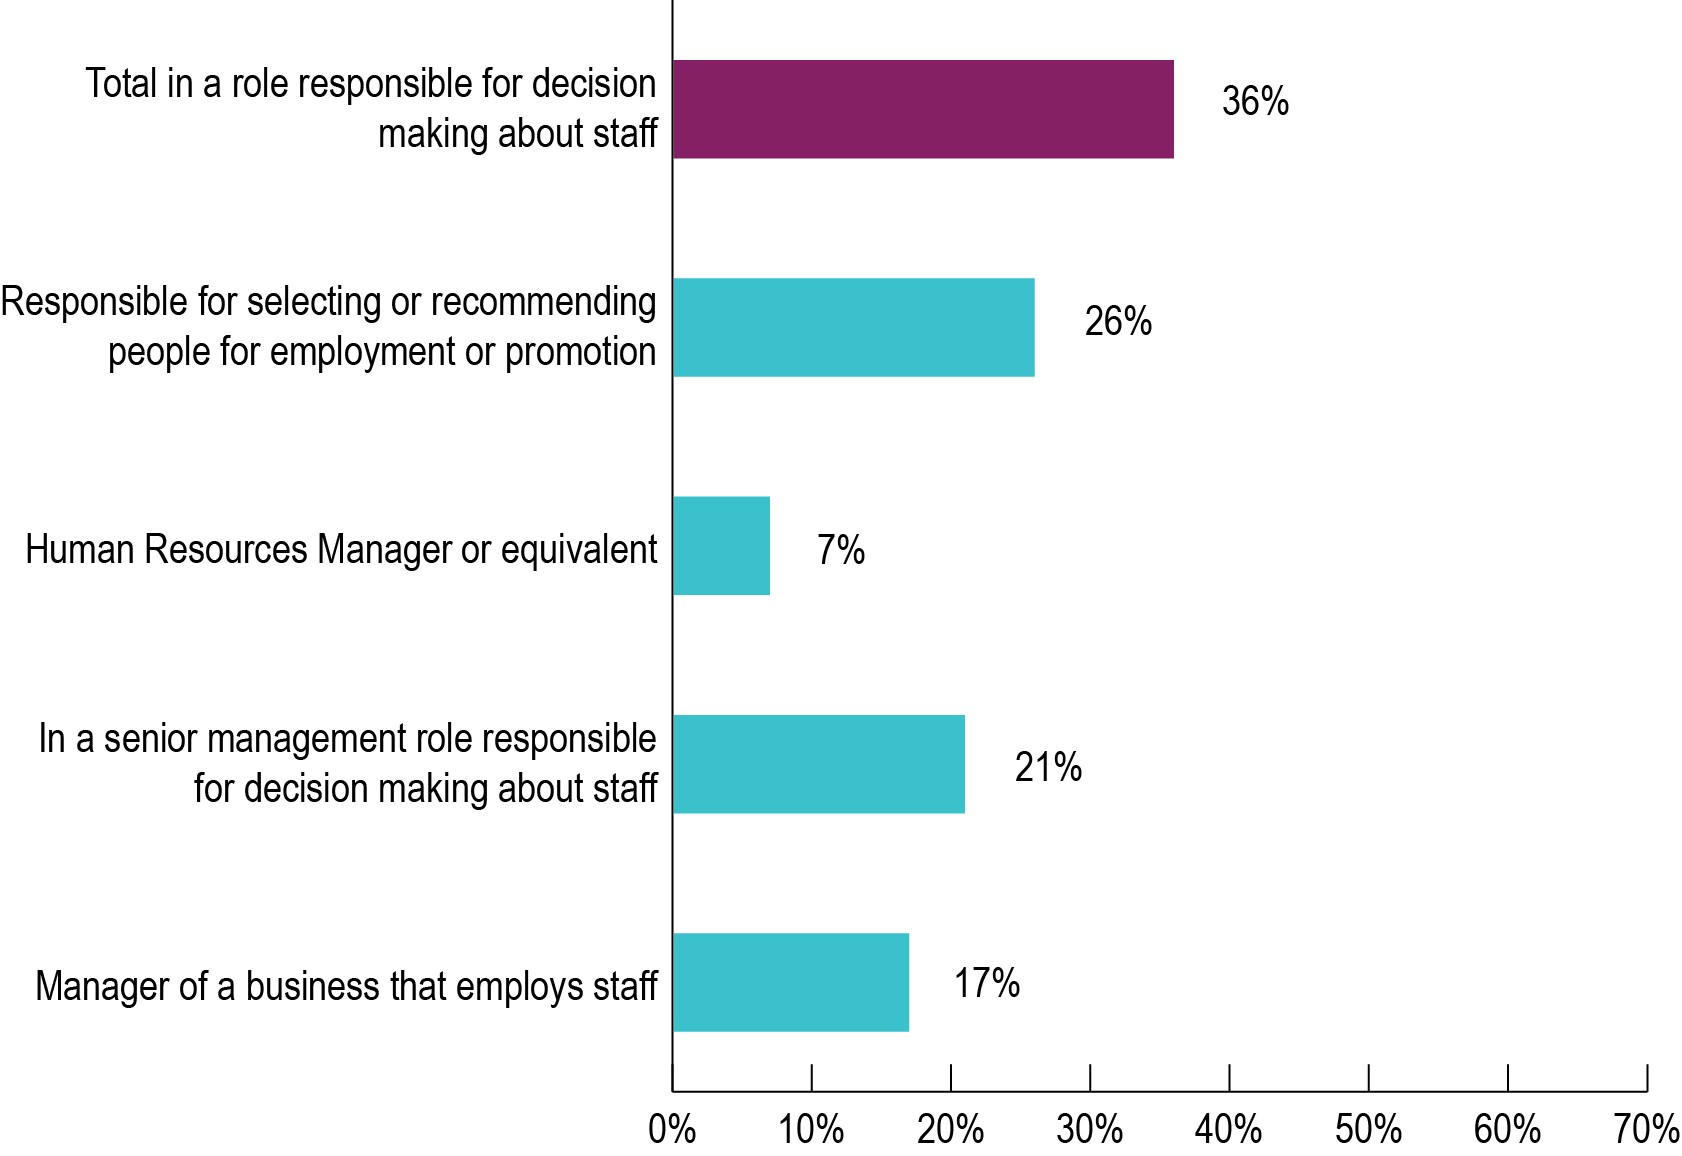 Total in a role responsible for decision
making about staff
36%
Responsible for selecting or recommending
people for employment or promotion
26%
Human Resources Manager or equivalent
7%
In a senior management role responsible
for decision making about staff
21%
Manager of a business that employs staff
17%
0% 10% 20% 30% 40% 50% 60% 70%